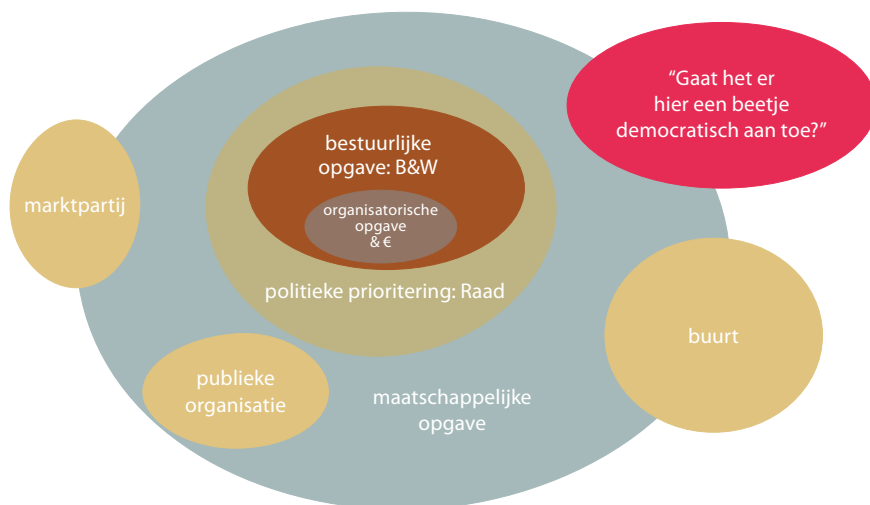 “Gaat het er
hier een beetje
democratisch aan toe?”
bestuurlijke
opgave: B&W
marktpartij
organisatorische
opgave
& €
politieke prioritering: Raad
buurt
publieke
organisatie
maatschappelijke
opgave